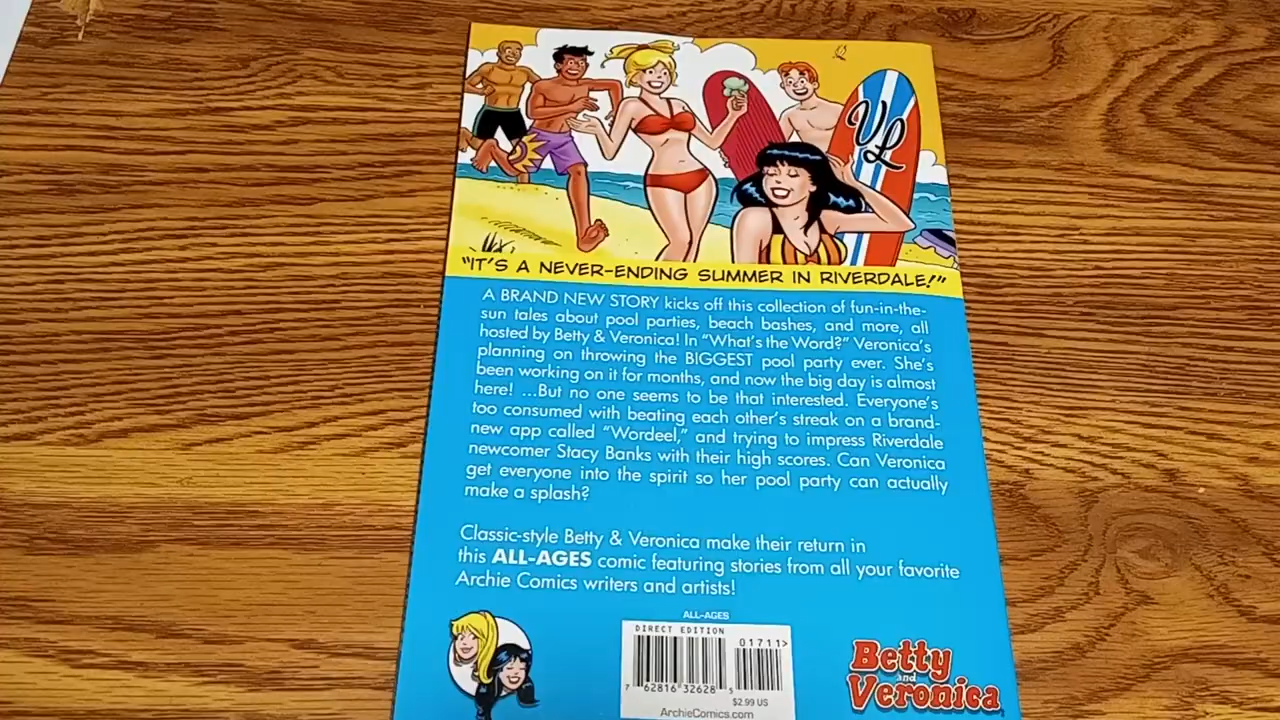 VL
"IT'S A NEVER-ENDING SUMMER IN RIVERDALE!"
A BRAND NEW STORY kicks off this collection of fun-in-the-
sun tales about pool parties, beach bashes, and more, all
hosted by Betty & Veronica! In "What's the Word?" Veronica's
planning on throwing the BIGGEST pool party ever. She's
been working on it for months, and now the big day is almost
here! ...But no one seems to be that interested. Everyone's
too consumed with beating each other's streak on a brand-
new app called "Wordeel," and trying to impress Riverdale
newcomer Stacy Banks with their high scores. Can Veronica
get everyone into the spirit so her pool party can actually
make a splash?
Classic-style Betty & Veronica make their return in
this ALL-AGES comic featuring stories from all your favorite
Archie Comics writers and artists!
ALL-AGES
DIRECT EDITION
01711>
7 62816 32628 5
$2.99 US
ArchieComics.com
Betty
and
Veronica